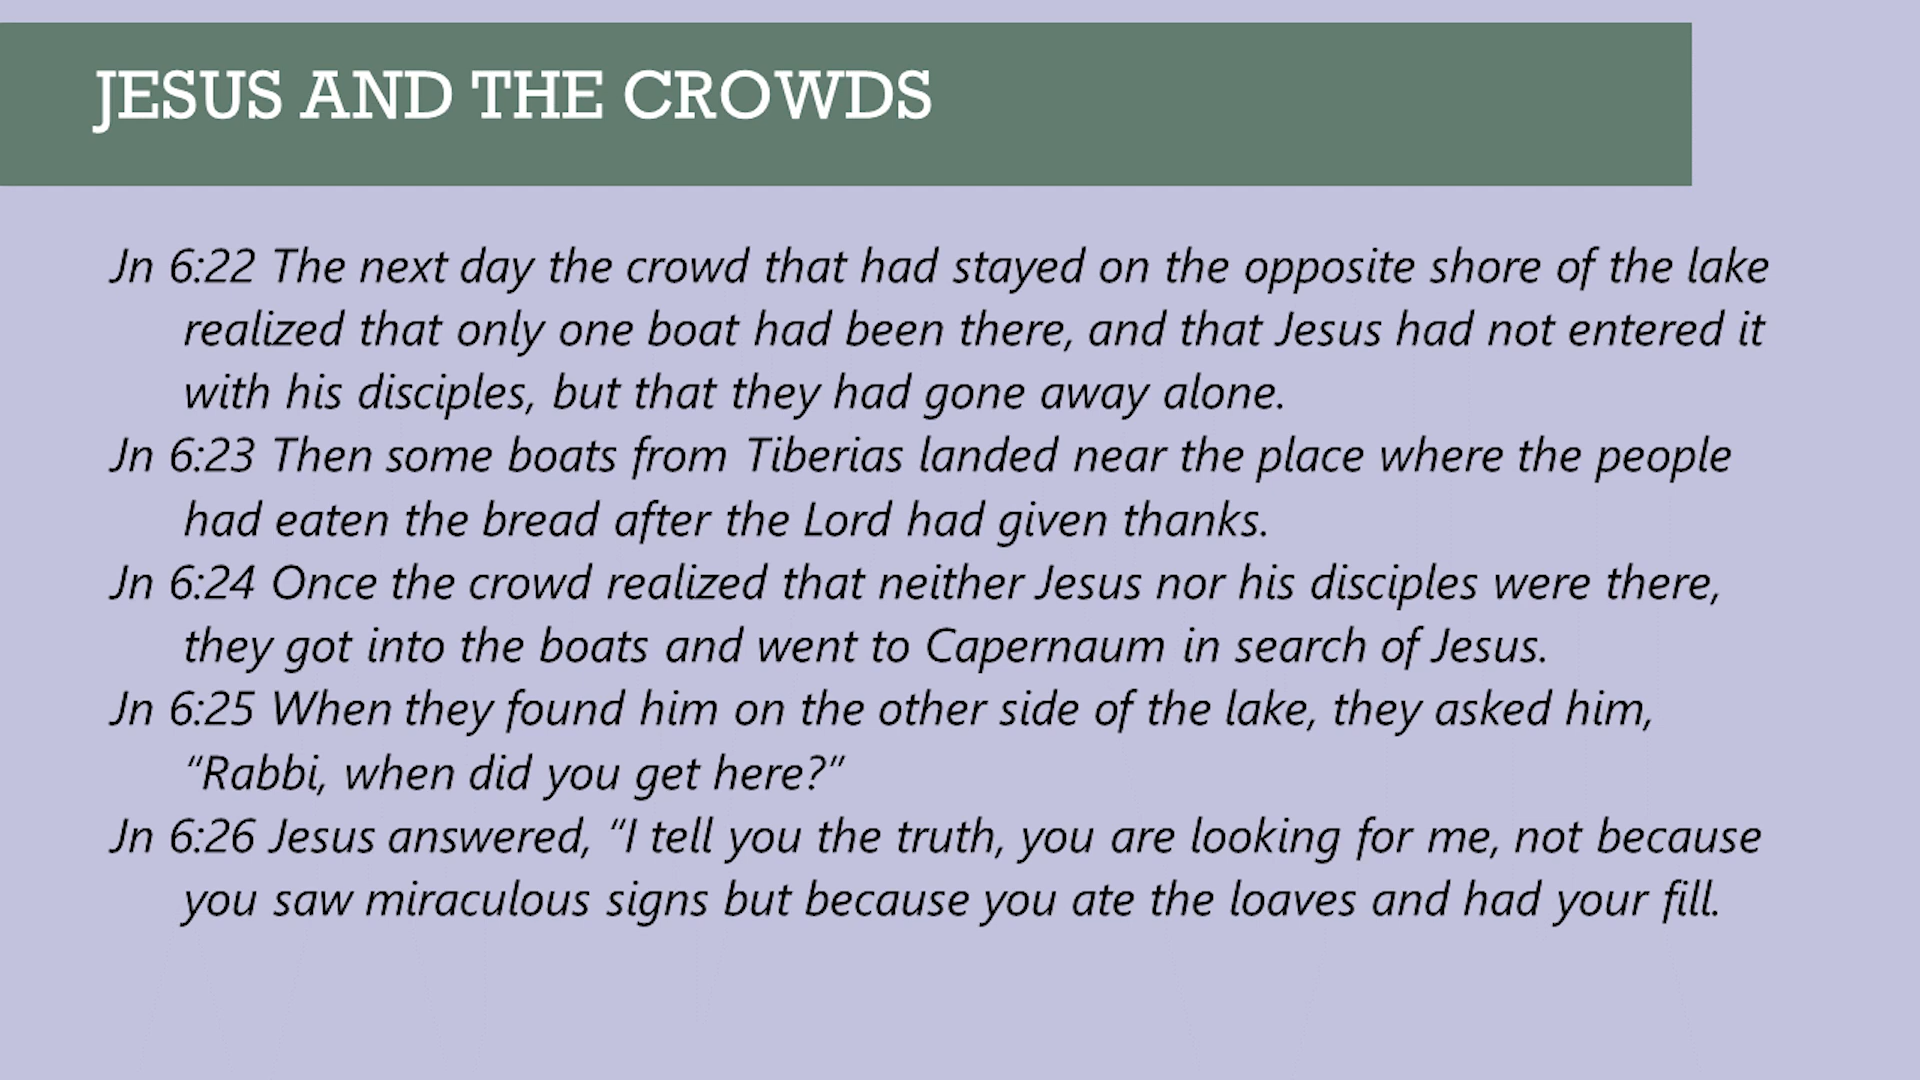 JESUS AND THE CROWDS
Jn 6:22 The next day the crowd that had stayed on the opposite shore of the lake
realized that only one boat had been there, and that Jesus had not entered it
with his disciples, but that they had gone away alone.
Jn 6:23 Then some boats from Tiberias landed near the place where the people
had eaten the bread after the Lord had given thanks.
Jn 6:24 Once the crowd realized that neither Jesus nor his disciples were there,
they got into the boats and went to Capernaum in search of Jesus.
Jn 6:25 When they found him on the other side of the lake, they asked him,
“Rabbi, when did you get here?”
Jn 6:26 Jesus answered, “I tell you the truth, you are looking for me, not because
you saw miraculous signs but because you ate the loaves and had your fill.